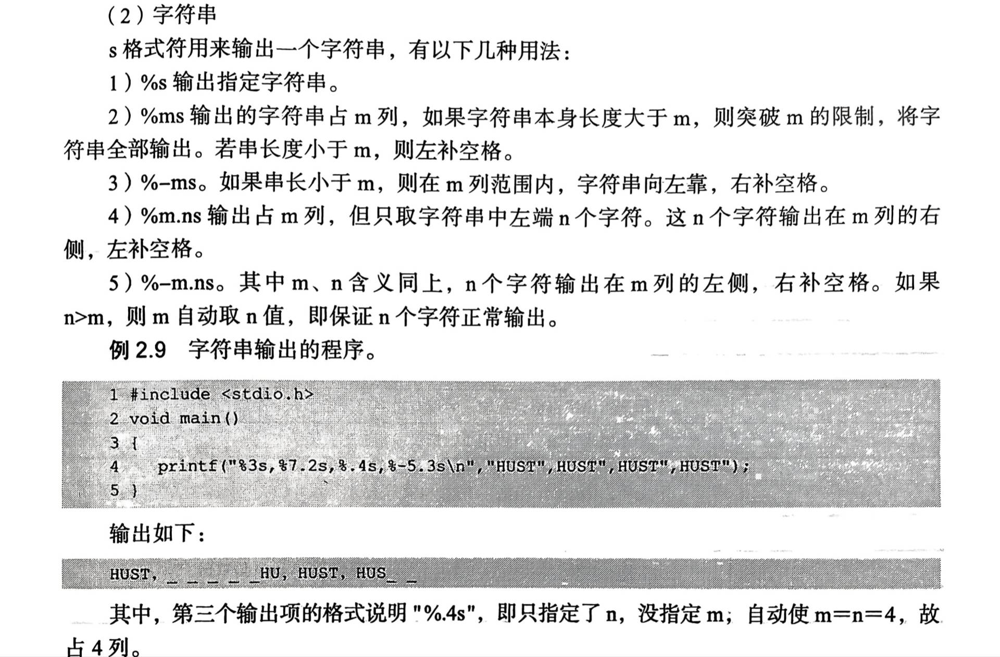 （2）字符串
s 格式符用来输出一个字符串，有以下几种用法：
1）%s 输出指定字符串。
2）%ms 输出的字符串占 m 列，如果字符串本身长度大于 m，则突破 m 的限制，将字
符串全部输出。若串长度小于 m，则左补空格。
3）%–ms。如果串长小于 m，则在 m 列范围内，字符串向左靠，右补空格。
4）%m.ns 输出占 m 列，但只取字符串中左端 n 个字符。这 n 个字符输出在 m 列的右
侧，左补空格。
5）%–m.ns。其中 m、n 含义同上，n 个字符输出在 m 列的左侧，右补空格。如果
n>m，则 m 自动取 n 值，即保证 n 个字符正常输出。
例 2.9 字符串输出的程序。
1 #include <stdio.h>
2 void main()
3 {
4 printf("%3s,%7.2s,%.4s,%-5.3s\n","HUST",HUST",HUST",HUST");
5 }
输出如下：
HUST, _ _ _ _ _HU, HUST, HUS_ _
其中，第三个输出项的格式说明 "%.4s"，即只指定了 n，没指定 m；自动使 m＝n＝4，故
占 4 列。